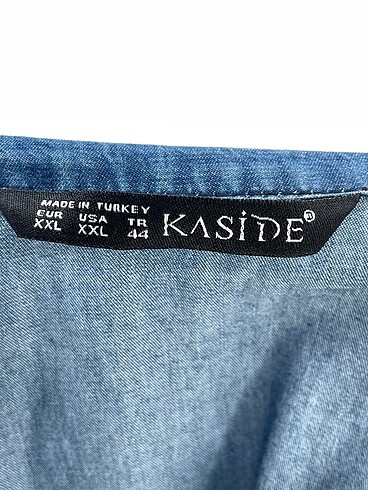 MADE IN TURKEY
EUR USA TR
XXL XXL 44
KASİDE®